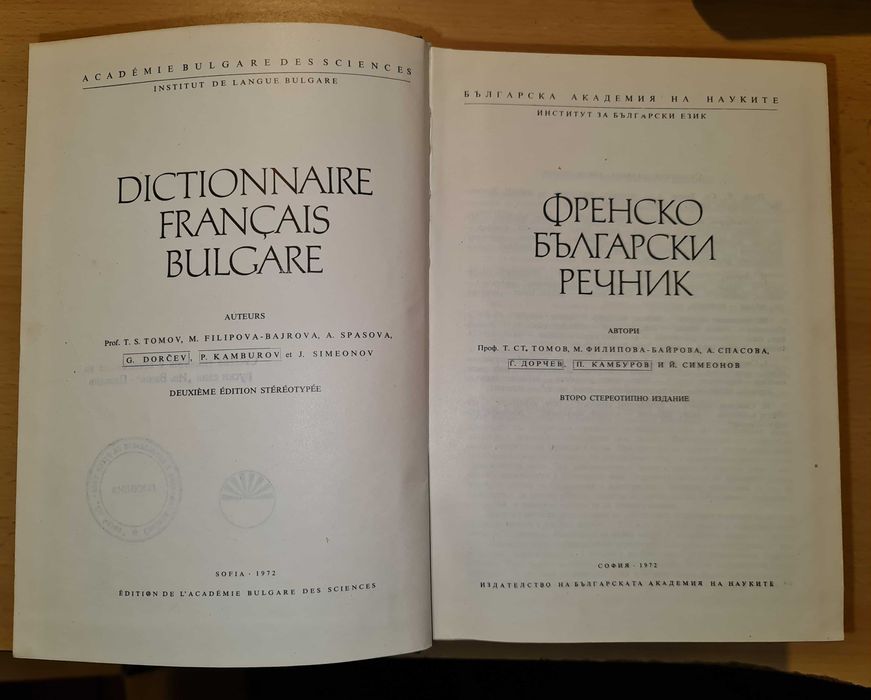 ACADÉMIE BULGARE DES SCIENCES
INSTITUT DE LANGUE BULGARE
DICTIONNAIRE
FRANÇAIS
BULGARE
AUTEURS
Prof. T. S. TOMOV, M. FILIPOVA-BAJROVA, A. SPASOVA,
G. DORČEV, P. KAMBUROV et J. SIMEONOV
DEUXIÈME ÉDITION STÉRÉOTYPÉE
SOFIA · 1972
ÉDITION DE L'ACADÉMIE BULGARE DES SCIENCES
БЪЛГАРСКА АКАДЕМИЯ НА НАУКИТЕ
ИНСТИТУТ ЗА БЪЛГАРСКИ ЕЗИК
ФРЕНСКО
БЪЛГАРСКИ
РЕЧНИК
АВТОРИ
Проф. Т. СТ. ТОМОВ, М. ФИЛИПОВА-БАЙРОВА, А. СПАСОВА,
Г. ДОРЧЕВ, П. КАМБУРОВ И Й. СИМЕОНОВ
ВТОРО СТЕРЕОТИПНО ИЗДАНИЕ
СОФИЯ · 1972
ИЗДАТЕЛСТВО НА БЪЛГАРСКАТА АКАДЕМИЯ НА НАУКИТЕ